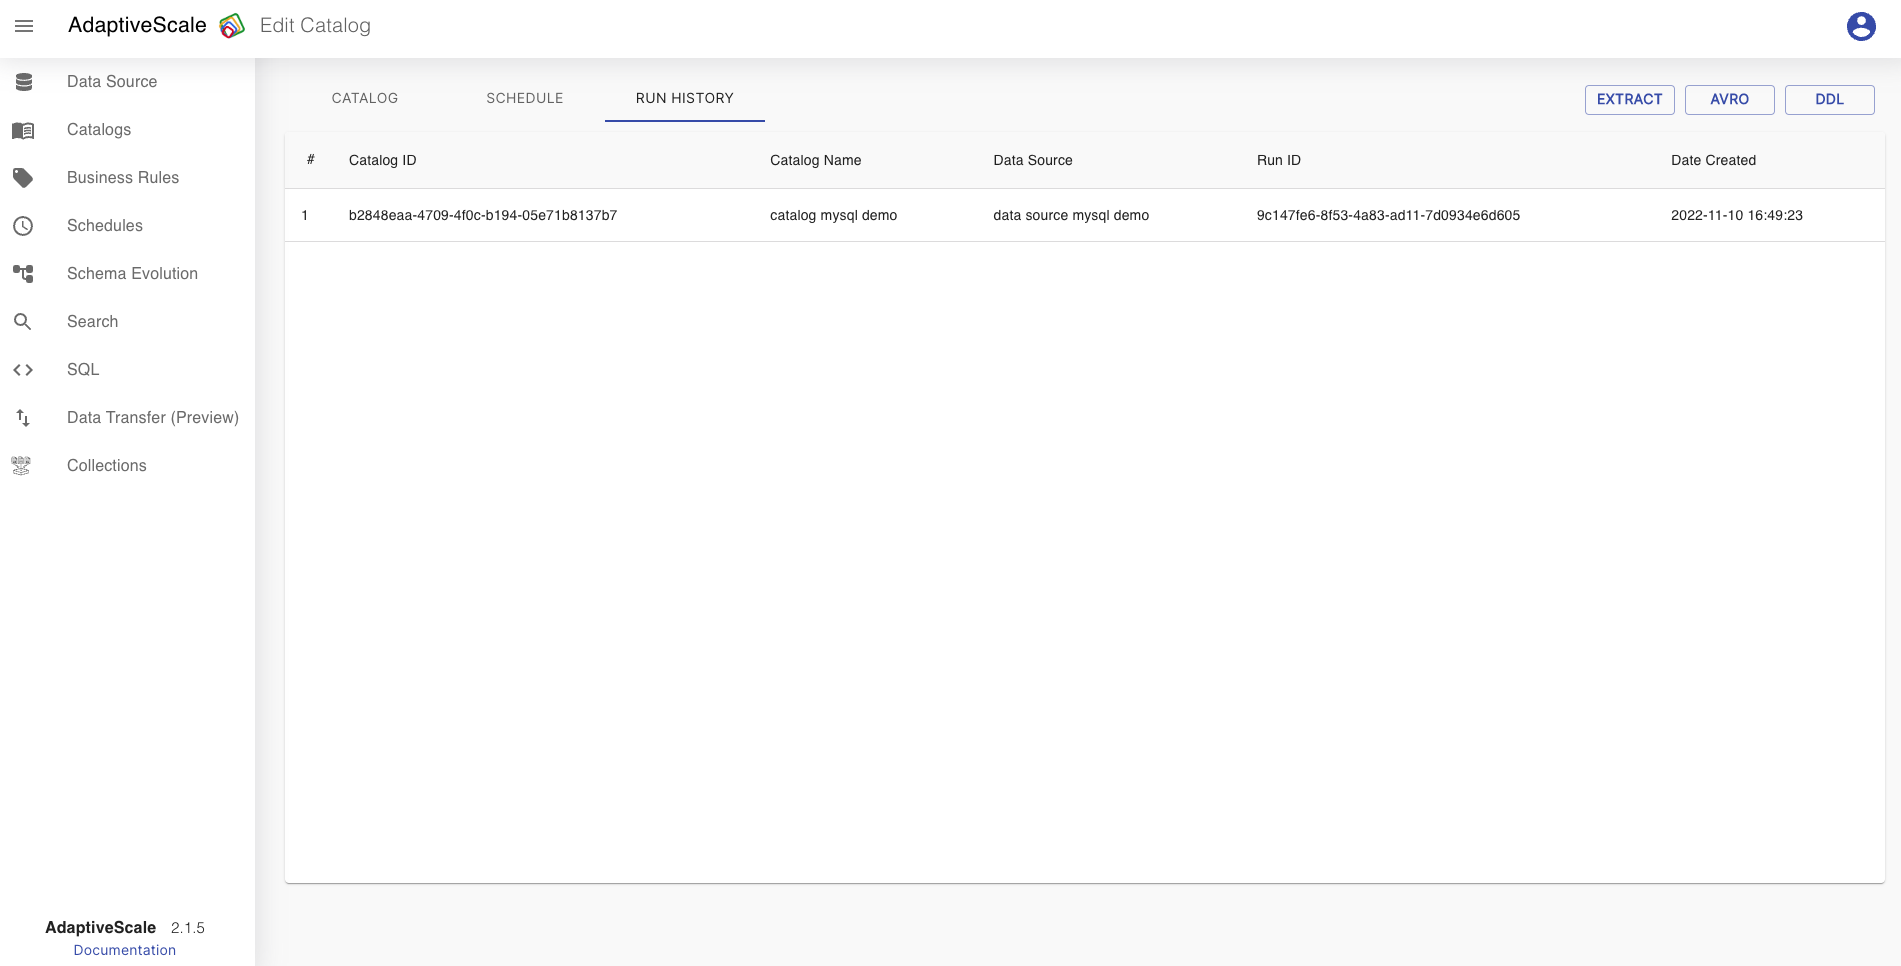 AdaptiveScale Edit Catalog
Data Source
Catalogs
Business Rules
Schedules
Schema Evolution
Search
SQL
Data Transfer (Preview)
Collections
AdaptiveScale 2.1.5
Documentation
CATALOG SCHEDULE RUN HISTORY EXTRACT AVRO DDL
# Catalog ID Catalog Name Data Source Run ID Date Created
1 b2848eaa-4709-4f0c-b194-05e71b8137b7 catalog mysql demo data source mysql demo 9c147fe6-8f53-4a83-ad11-7d0934e6d605 2022-11-10 16:49:23